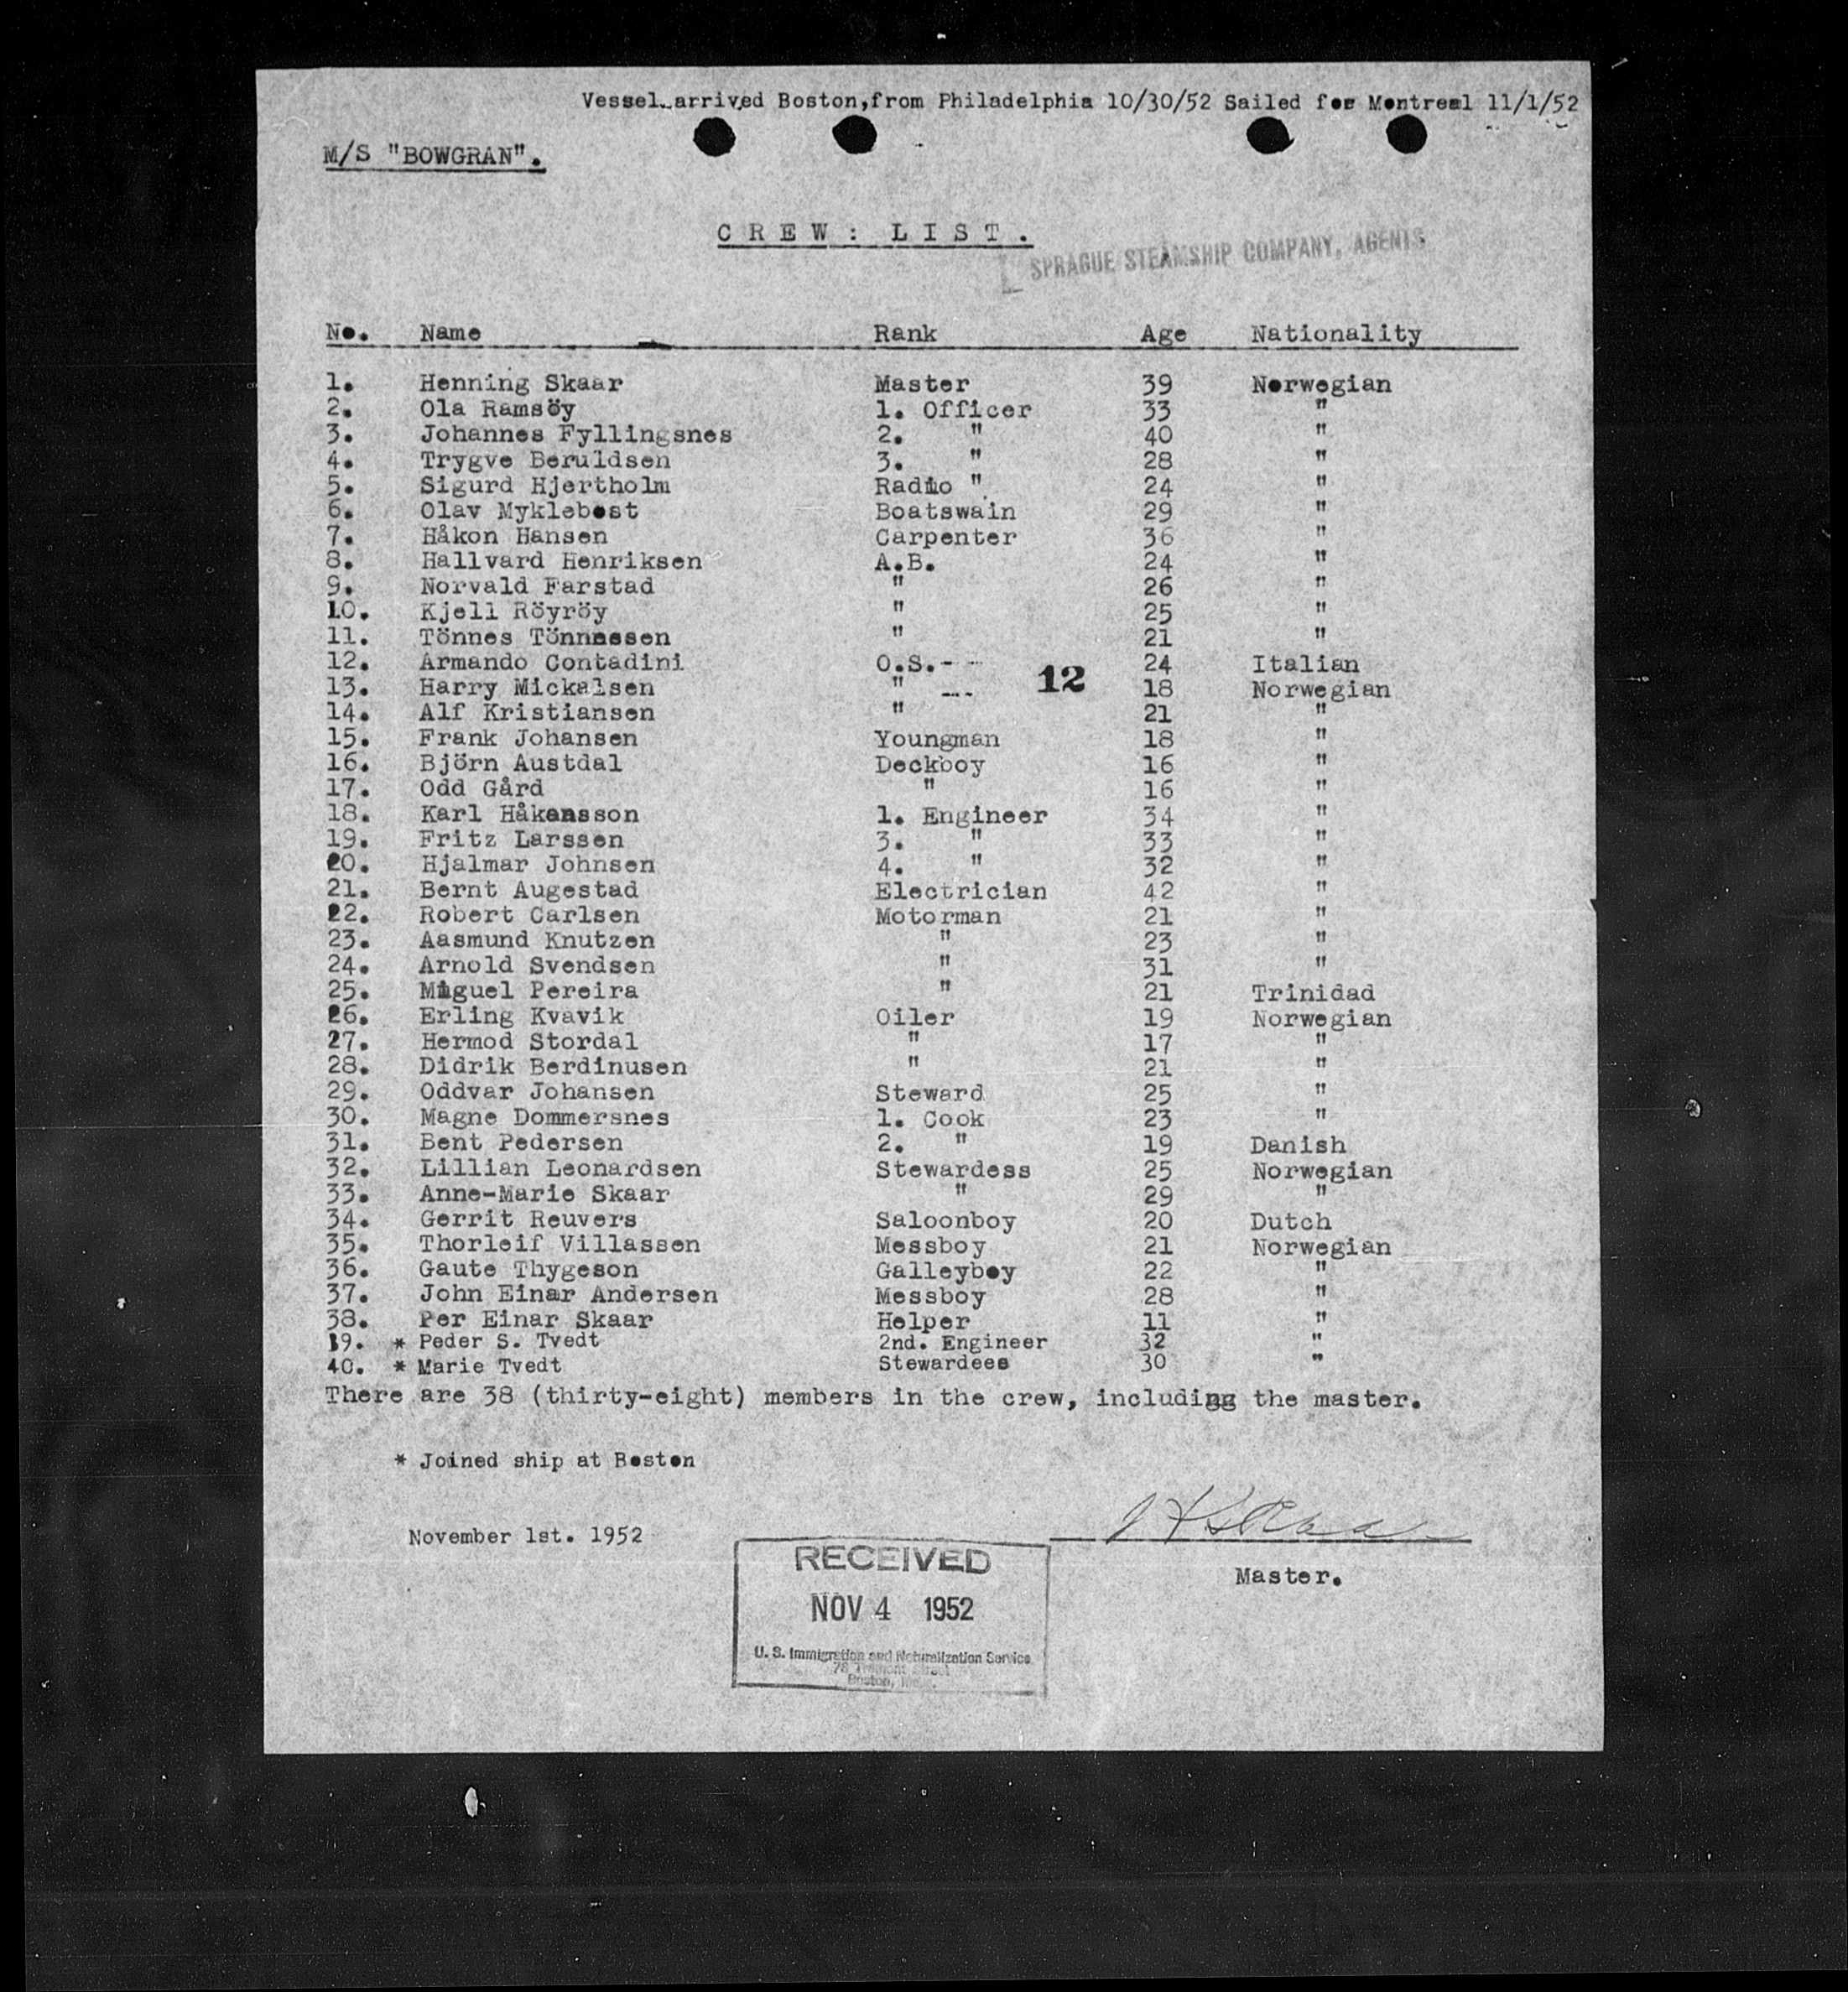 Vessel arrived Boston,from Philadelphia 10/30/52 Sailed for Montreal 11/1/52
M/S "BOWGRAN".
C R E W : L I S T .
SPRAGUE STEAMSHIP COMPANY, AGENTS
No. Name Rank Age Nationality
1. Henning Skaar Master 39 Norwegian
2. Ola Ramsöy 1. Officer 33 "
3. Johannes Fyllingsnes 2. " 40 "
4. Trygve Beruldsen 3. " 28 "
5. Sigurd Hjertholm Radio " 24 "
6. Olav Myklebost Boatswain 29 "
7. Håkon Hansen Carpenter 36 "
8. Hallvard Henriksen A.B. 24 "
9. Norvald Farstad " 26 "
10. Kjell Röyröy " 25 "
11. Tönnes Tönnessen " 21 "
12. Armando Contadini O.S.- - 24 Italian
12
13. Harry Mickalsen " --- 18 Norwegian
14. Alf Kristiansen " 21 "
15. Frank Johansen Youngman 18 "
16. Björn Austdal Deckboy 16 "
17. Odd Gård " 16 "
18. Karl Håkansson 1. Engineer 34 "
19. Fritz Larssen 3. " 33 "
20. Hjalmar Johnsen 4. " 32 "
21. Bernt Augestad Electrician 42 "
22. Robert Carlsen Motorman 21 "
23. Aasmund Knutzen " 23 "
24. Arnold Svendsen " 31 "
25. Miguel Pereira " 21 Trinidad
26. Erling Kvavik Oiler 19 Norwegian
27. Hermod Stordal " 17 "
28. Didrik Berdinusen " 21 "
29. Oddvar Johansen Steward 25 "
30. Magne Dommersnes 1. Cook 23 "
31. Bent Pedersen 2. " 19 Danish
32. Lillian Leonardsen Stewardess 25 Norwegian
33. Anne-Marie Skaar " 29 "
34. Gerrit Reuvers Saloonboy 20 Dutch
35. Thorleif Villassen Messboy 21 Norwegian
36. Gaute Thygeson Galleyboy 22 "
37. John Einar Andersen Messboy 28 "
38. Per Einar Skaar Helper 11 "
39. * Peder S. Tvedt 2nd. Engineer 32 "
40. * Marie Tvedt Stewardees 30 "
There are 38 (thirty-eight) members in the crew, including the master.
* Joined ship at Boston
November 1st. 1952
H Skaar
Master.
RECEIVED
NOV 4 1952
U. S. Immigration and Naturalization Service
Boston,